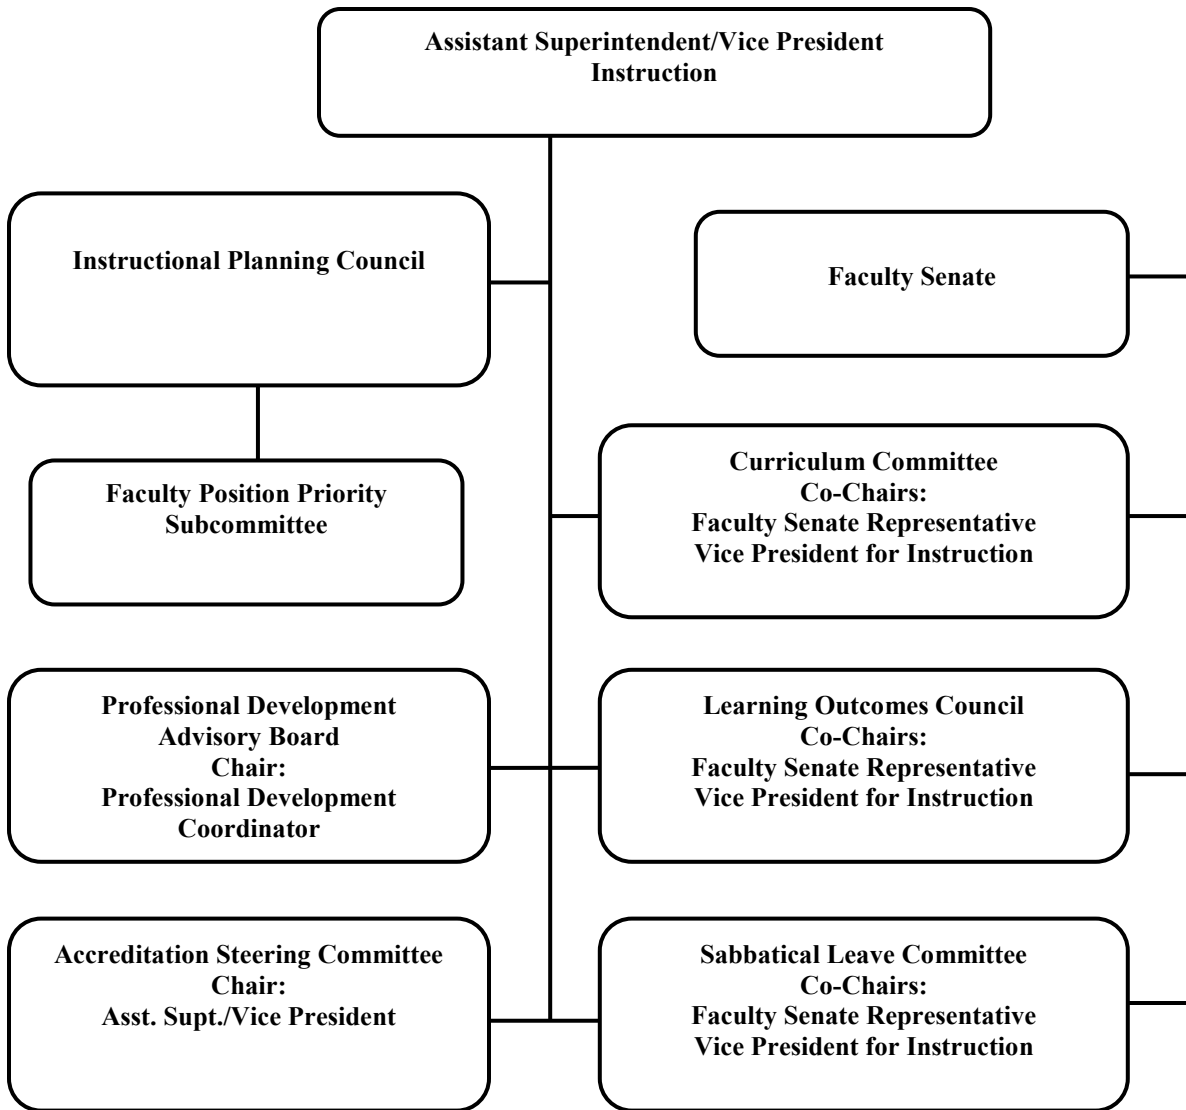 Assistant Superintendent/Vice President
Instruction
Instructional Planning Council
Faculty Senate
Faculty Position Priority
Subcommittee
Curriculum Committee
Co-Chairs:
Faculty Senate Representative
Vice President for Instruction
Professional Development
Advisory Board
Chair:
Professional Development
Coordinator
Learning Outcomes Council
Co-Chairs:
Faculty Senate Representative
Vice President for Instruction
Accreditation Steering Committee
Chair:
Asst. Supt./Vice President
Sabbatical Leave Committee
Co-Chairs:
Faculty Senate Representative
Vice President for Instruction